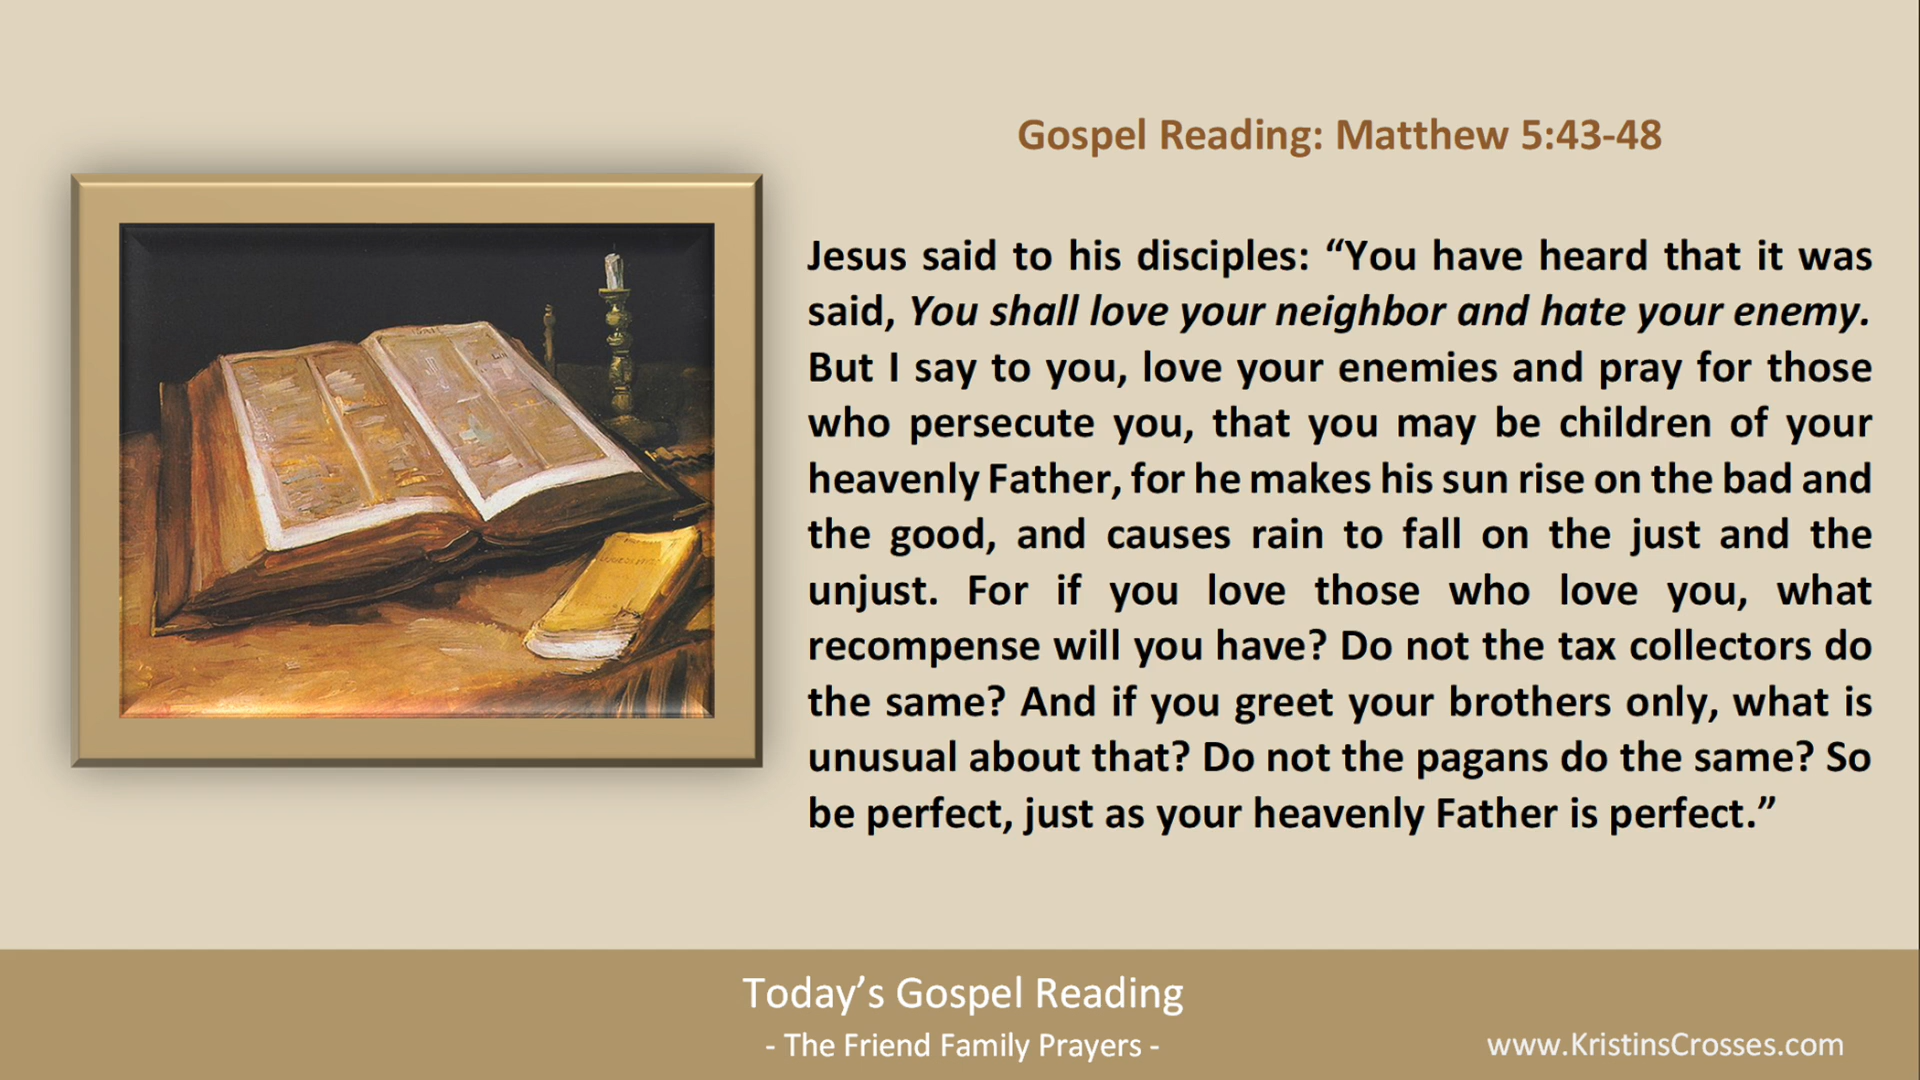 Gospel Reading: Matthew 5:43-48
Jesus said to his disciples: “You have heard that it was
said, You shall love your neighbor and hate your enemy.
But I say to you, love your enemies and pray for those
who persecute you, that you may be children of your
heavenly Father, for he makes his sun rise on the bad and
the good, and causes rain to fall on the just and the
unjust. For if you love those who love you, what
recompense will you have? Do not the tax collectors do
the same? And if you greet your brothers only, what is
unusual about that? Do not the pagans do the same? So
be perfect, just as your heavenly Father is perfect.”
Today’s Gospel Reading
- The Friend Family Prayers -
www.KristinsCrosses.com